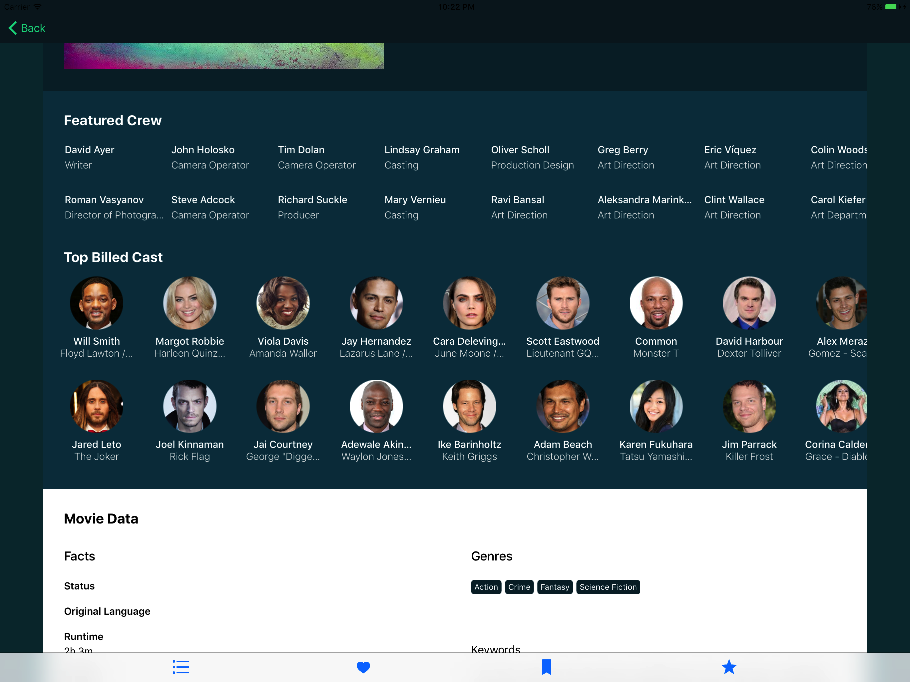 Carrier 10:22 PM 75%
Back
Featured Crew
David Ayer John Holosko Tim Dolan Lindsay Graham Oliver Scholl Greg Berry Eric Víquez Colin Woods
Writer Camera Operator Camera Operator Casting Production Design Art Direction Art Direction Art Direction
Roman Vasyanov Steve Adcock Richard Suckle Mary Vernieu Ravi Bansal Aleksandra Marink... Clint Wallace Carol Kiefer
Director of Photogra... Camera Operator Producer Casting Art Direction Art Direction Art Direction Art Departm
Top Billed Cast
Will Smith Margot Robbie Viola Davis Jay Hernandez Cara Deleving... Scott Eastwood Common David Harbour Alex Meraz
Floyd Lawton /... Harleen Quinz... Amanda Waller Lazarus Lane /... June Moone /... Lieutenant GQ... Monster T Dexter Tolliver Gomez - Sea
Jared Leto Joel Kinnaman Jai Courtney Adewale Akin... Ike Barinholtz Adam Beach Karen Fukuhara Jim Parrack Corina Calder
The Joker Rick Flag George "Digge... Waylon Jones... Keith Griggs Christopher W... Tatsu Yamashi... Killer Frost Grace - Diablo
Movie Data
Facts Genres
Status Action Crime Fantasy Science Fiction
Original Language
Runtime
2h 3m Keywords